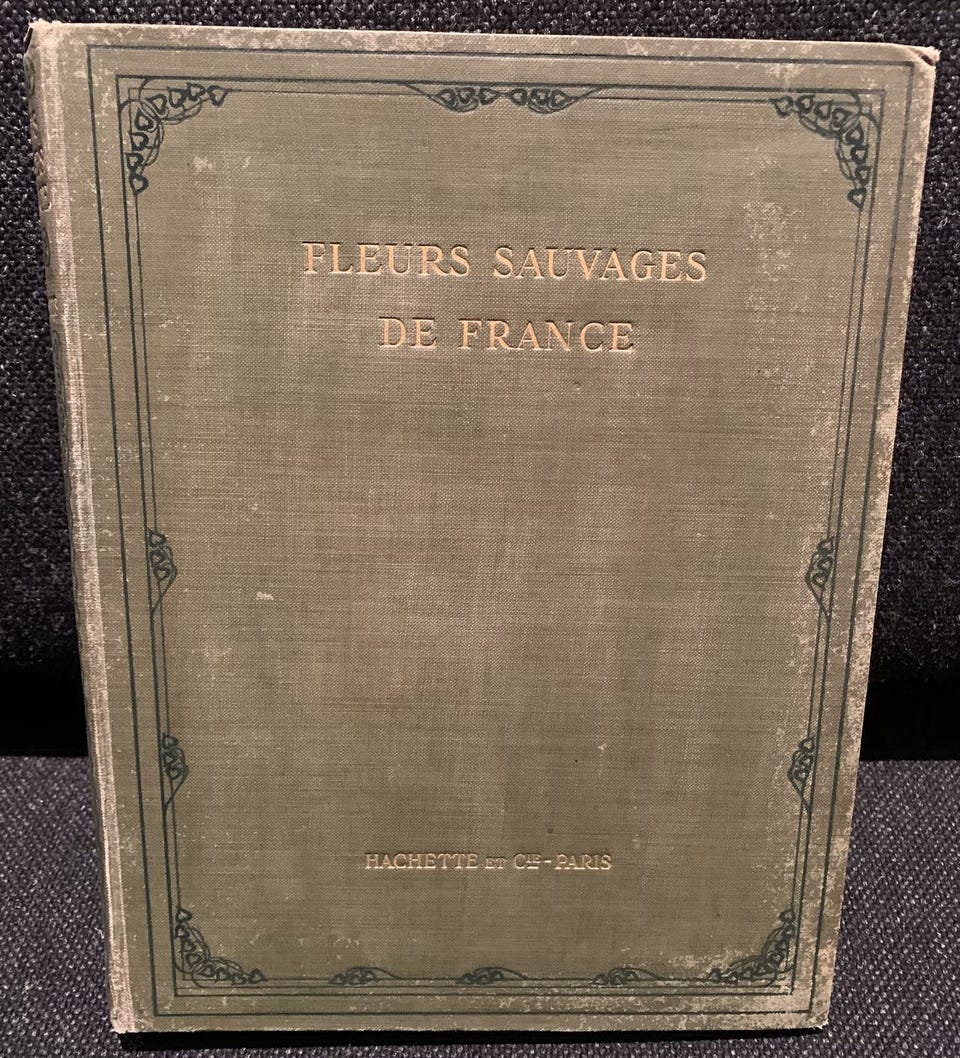 FLEURS SAUVAGES
DE FRANCE
HACHETTE ET CIE - PARIS